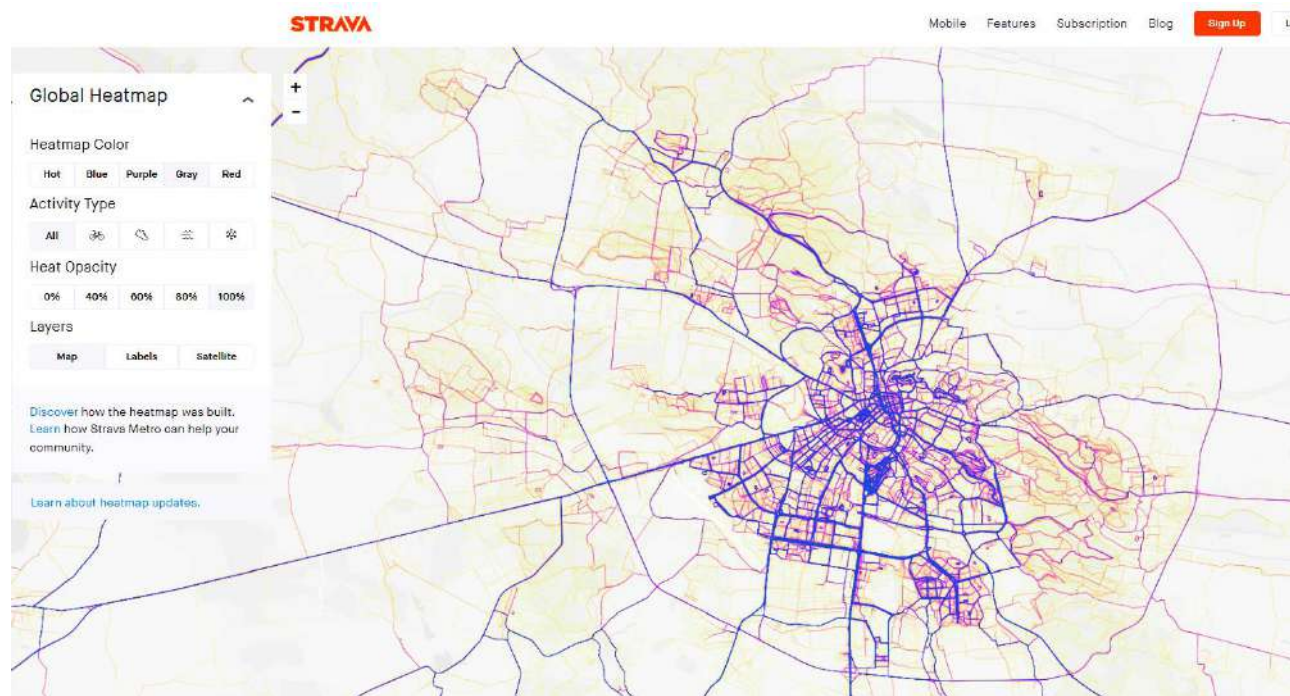 STRAVA
Mobile Features Subscription Blog Sign Up
Global Heatmap
+
−
Heatmap Color
Hot Blue Purple Gray Red
Activity Type
All
Heat Opacity
0% 40% 60% 80% 100%
Layers
Map Labels Satellite
Discover how the heatmap was built.
Learn how Strava Metro can help your
community.
Learn about heatmap updates.